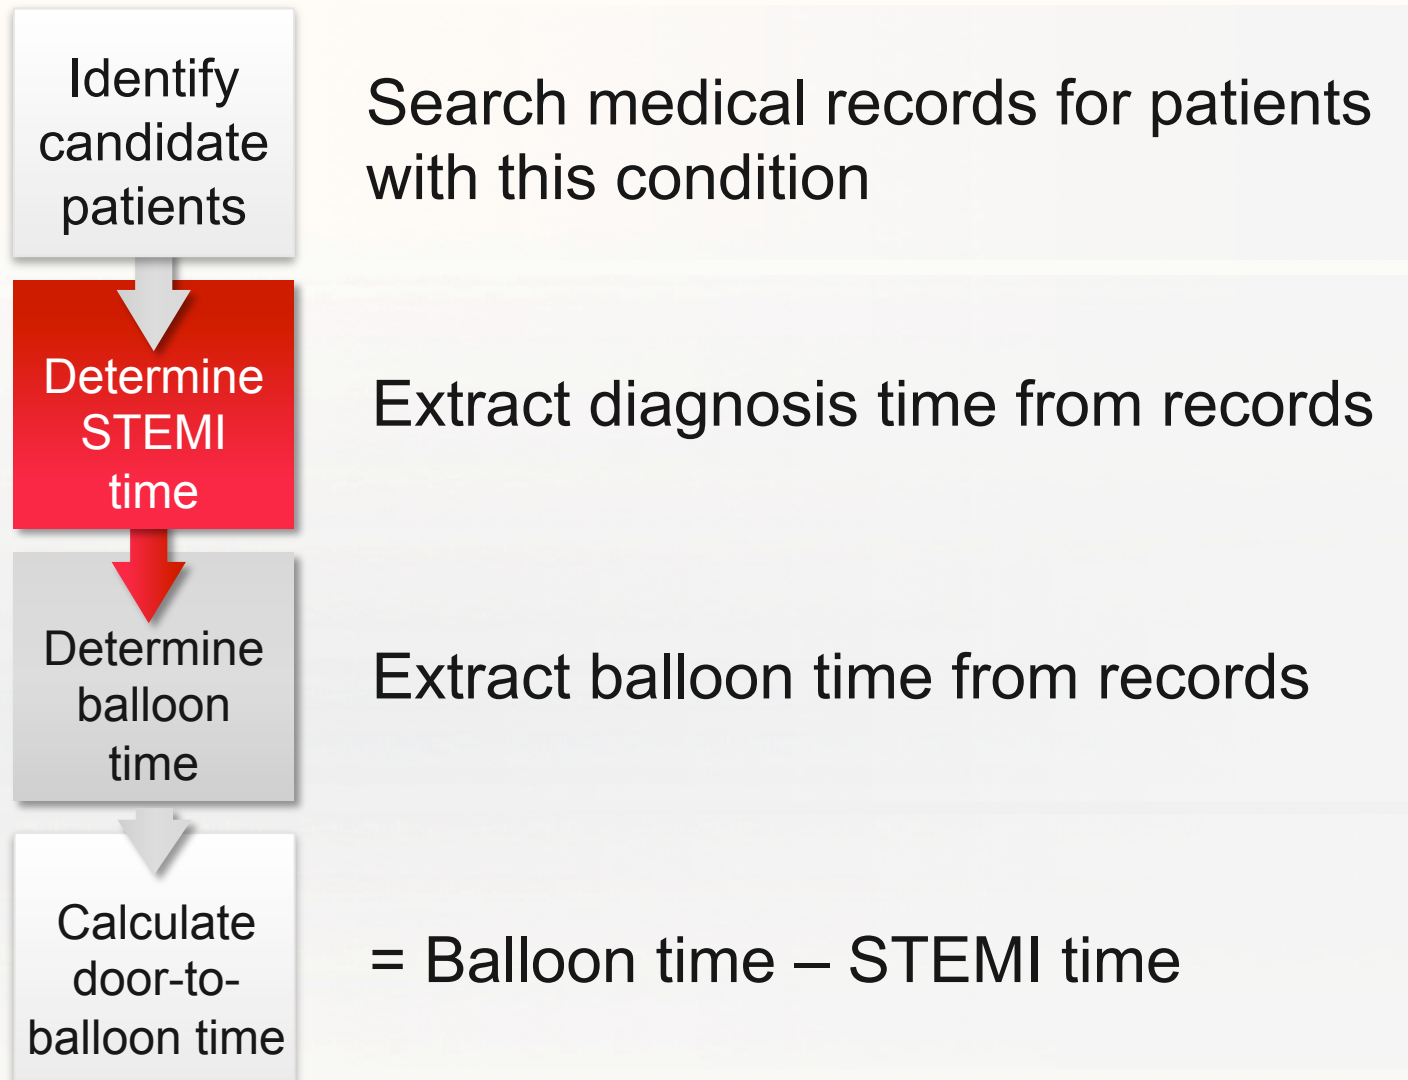 Identify
candidate
patients
Search medical records for patients
with this condition
Determine
STEMI
time
Extract diagnosis time from records
Determine
balloon
time
Extract balloon time from records
Calculate
door-to-
balloon time
= Balloon time – STEMI time